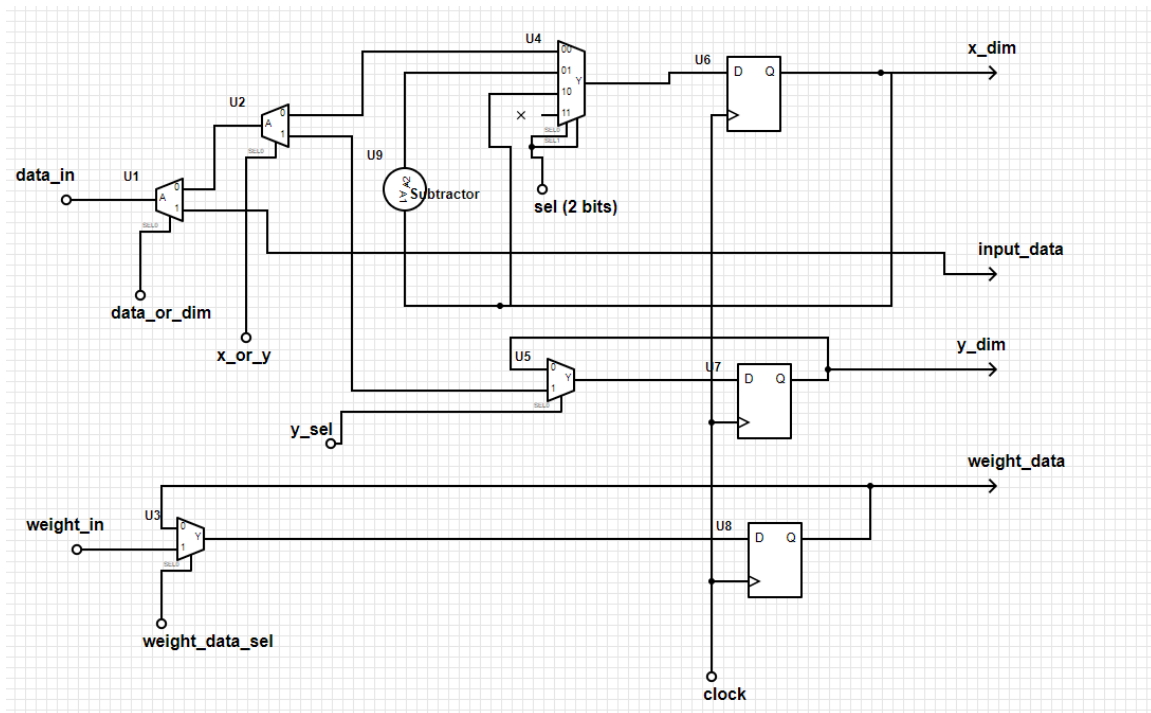 x_dim
U4
00
01
Y
10
11
SEL0
SEL1
U6
D Q
U2
A
0
1
SEL0
U9
Subtractor
sel (2 bits)
data_in
U1
A
0
1
SEL0
data_or_dim
x_or_y
input_data
y_dim
U5
0
Y
1
SEL0
y_sel
U7
D Q
weight_data
U3
0
Y
1
SEL0
weight_in
weight_data_sel
U8
D Q
clock